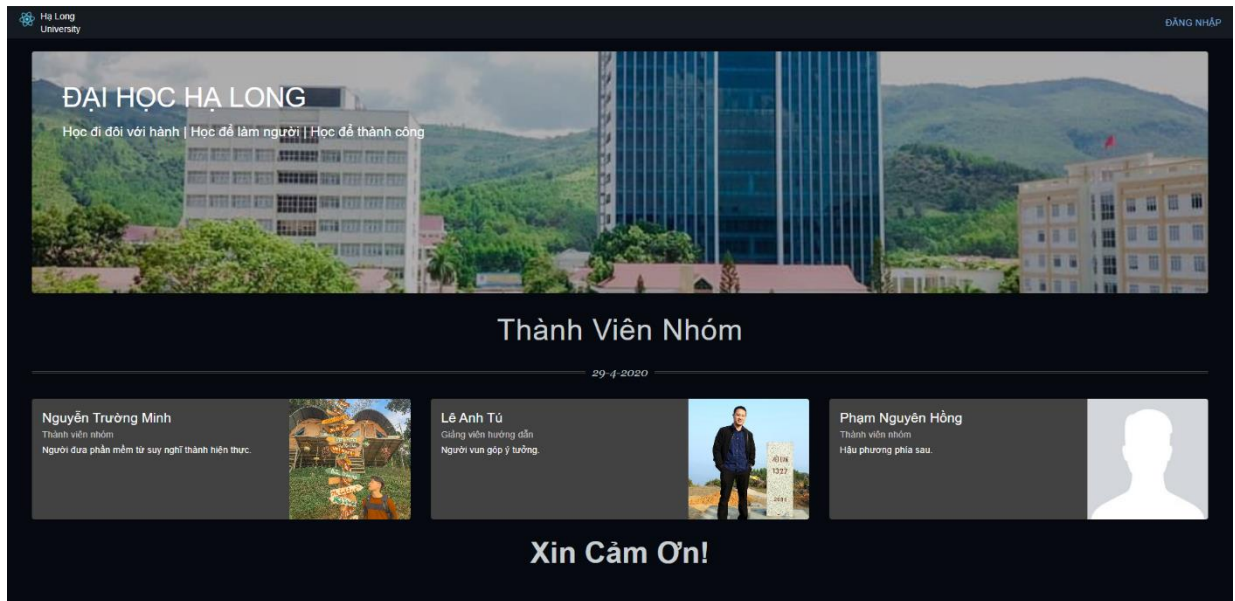 Hạ Long
University
ĐĂNG NHẬP
ĐẠI HỌC HẠ LONG
Học đi đôi với hành | Học để làm người | Học để thành công
Thành Viên Nhóm
29-4-2020
Nguyễn Trường Minh
Thành viên nhóm
Người đưa phần mềm từ suy nghĩ thành hiện thực.
Lê Anh Tú
Giảng viên hướng dẫn
Người vun góp ý tưởng.
Phạm Nguyên Hồng
Thành viên nhóm
Hậu phương phía sau.
Xin Cảm Ơn!